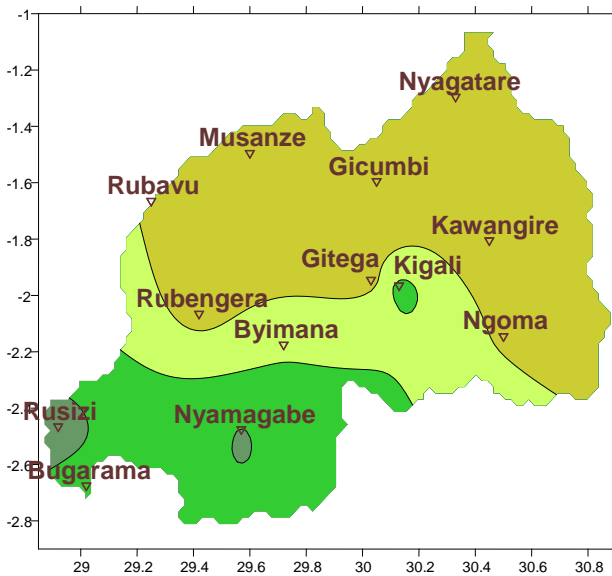 -1
-1.2
-1.4
-1.6
-1.8
-2
-2.2
-2.4
-2.6
-2.8
Nyagatare
Musanze
Gicumbi
Rubavu
Kawangire
Gitega
Kigali
Rubengera
Ngoma
Byimana
Rusizi
Nyamagabe
Bugarama
29
29.2
29.4
29.6
29.8
30
30.2
30.4
30.6
30.8